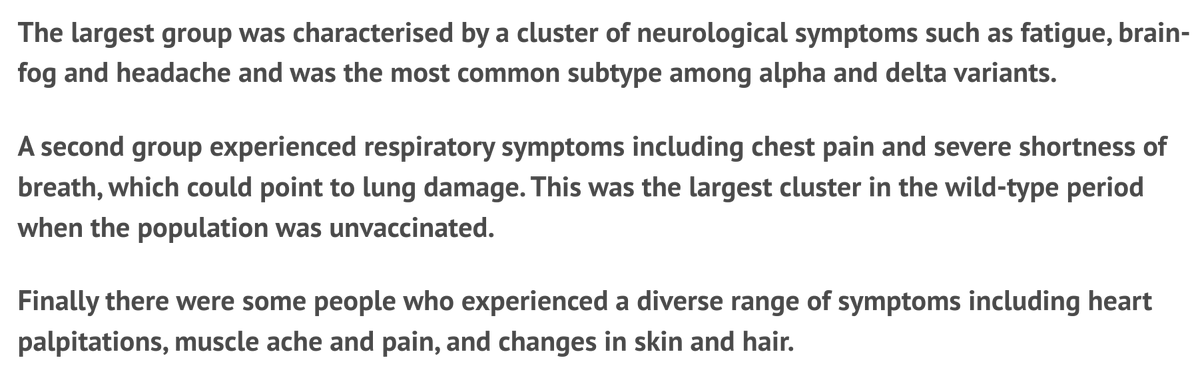 The largest group was characterised by a cluster of neurological symptoms such as fatigue, brain-
fog and headache and was the most common subtype among alpha and delta variants.
A second group experienced respiratory symptoms including chest pain and severe shortness of
breath, which could point to lung damage. This was the largest cluster in the wild-type period
when the population was unvaccinated.
Finally there were some people who experienced a diverse range of symptoms including heart
palpitations, muscle ache and pain, and changes in skin and hair.